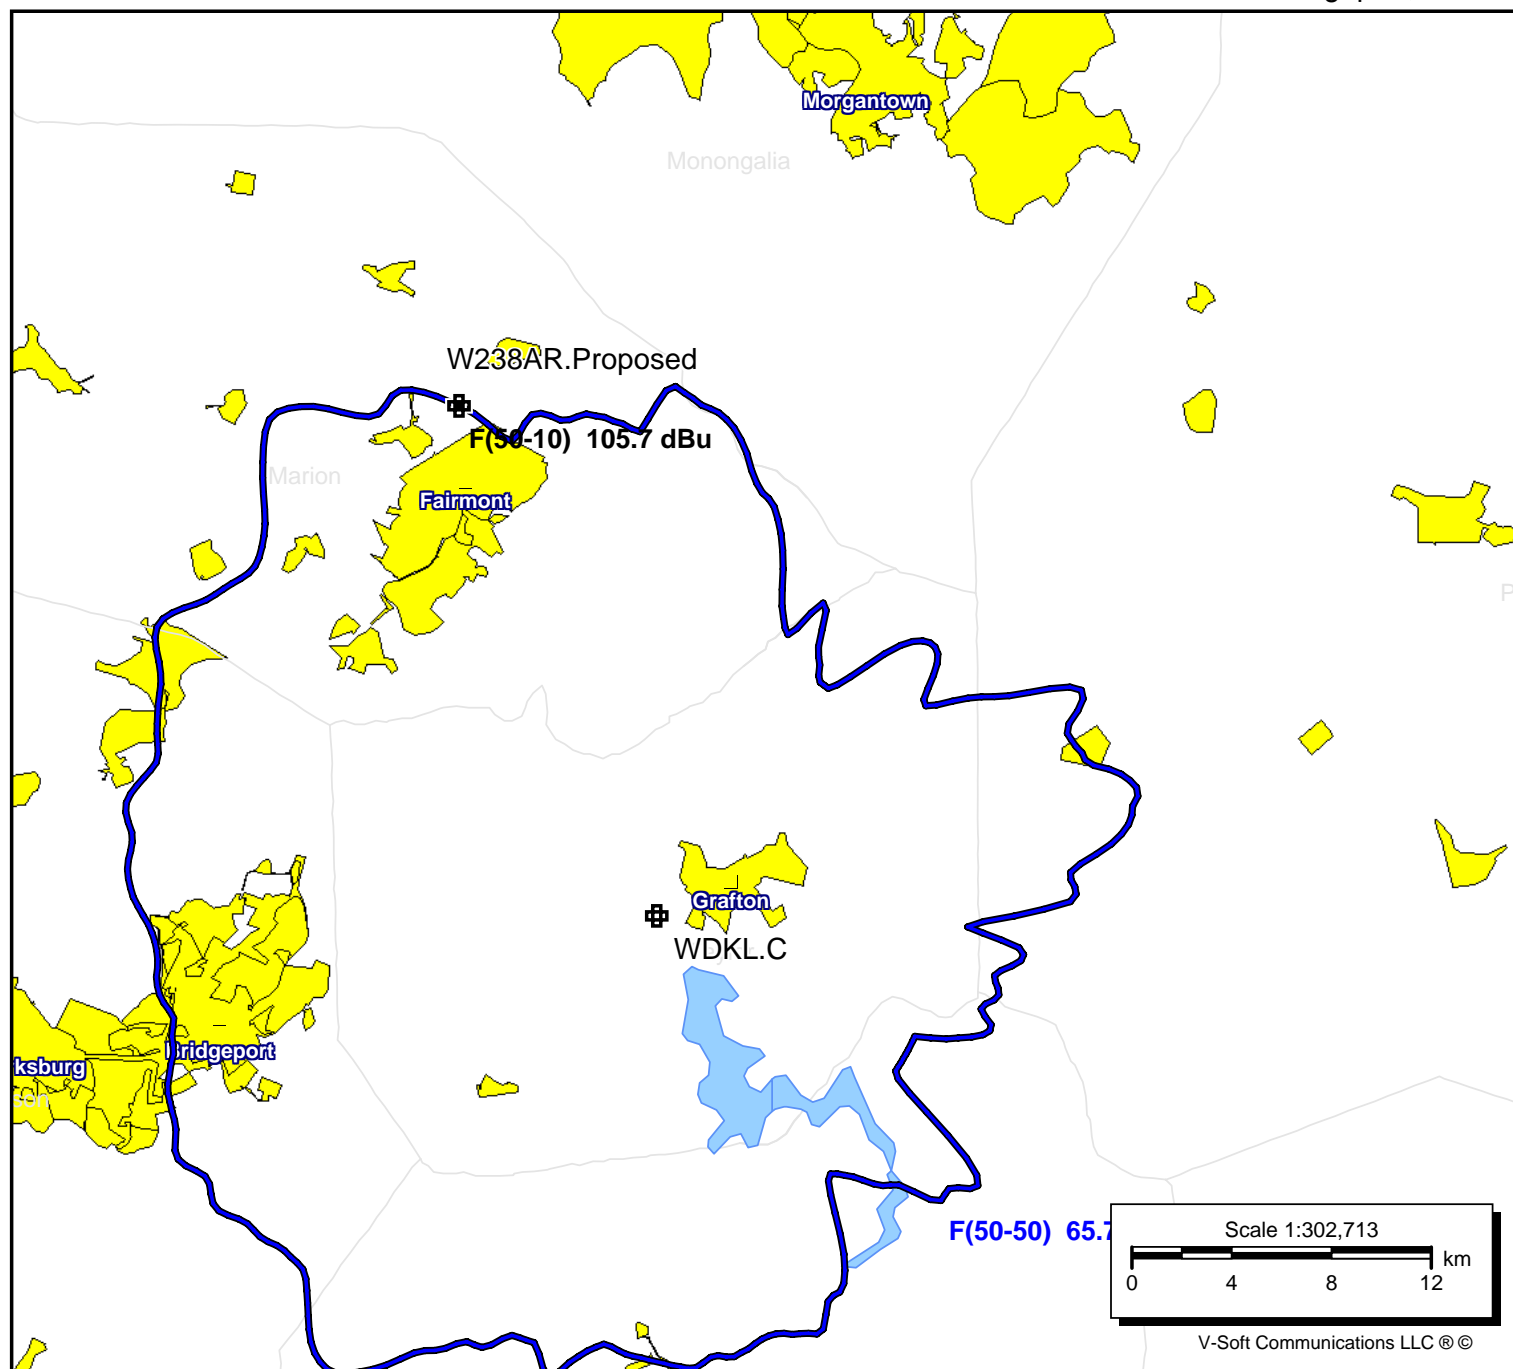 Morgantown
Monongalia
W238AR.Proposed
F(50-10) 105.7 dBu
Marion
Fairmont
Grafton
WDKL.C
Bridgeport
ksburg
son
F(50-50) 65.7
Scale 1:302,713
km
0 4 8 12
V-Soft Communications LLC ® ©